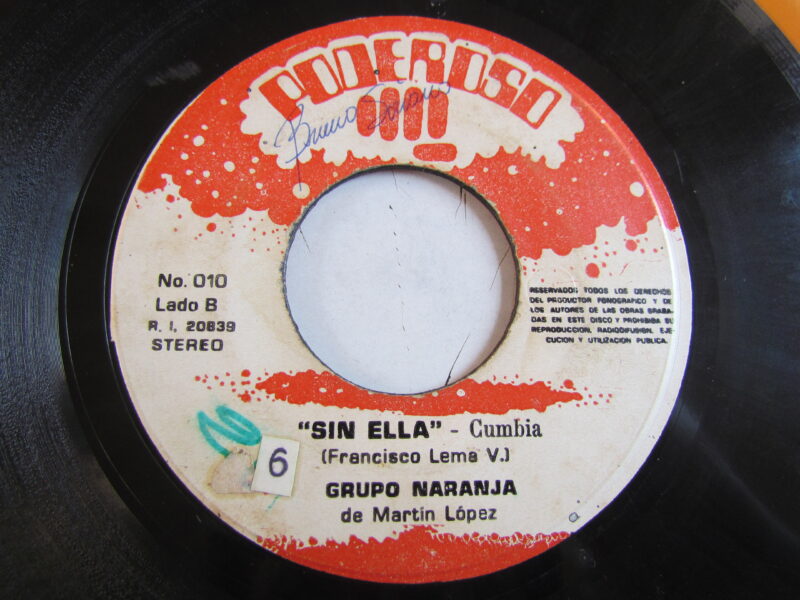 PODEROSO
Bueno
No. 010
Lado B
R. I. 20839
STEREO
RESERVADOS TODOS LOS DERECHOS
DEL PRODUCTOR FONOGRAFICO Y DE
LOS AUTORES DE LAS OBRAS GRABA-
DAS EN ESTE DISCO Y PROHIBIDA SU
REPRODUCCION, RADIODIFUSION, EJE-
CUCION Y UTILIZACION PUBLICA.
"SIN ELLA" - Cumbia
(Francisco Lema V.)
6
GRUPO NARANJA
de Martín López